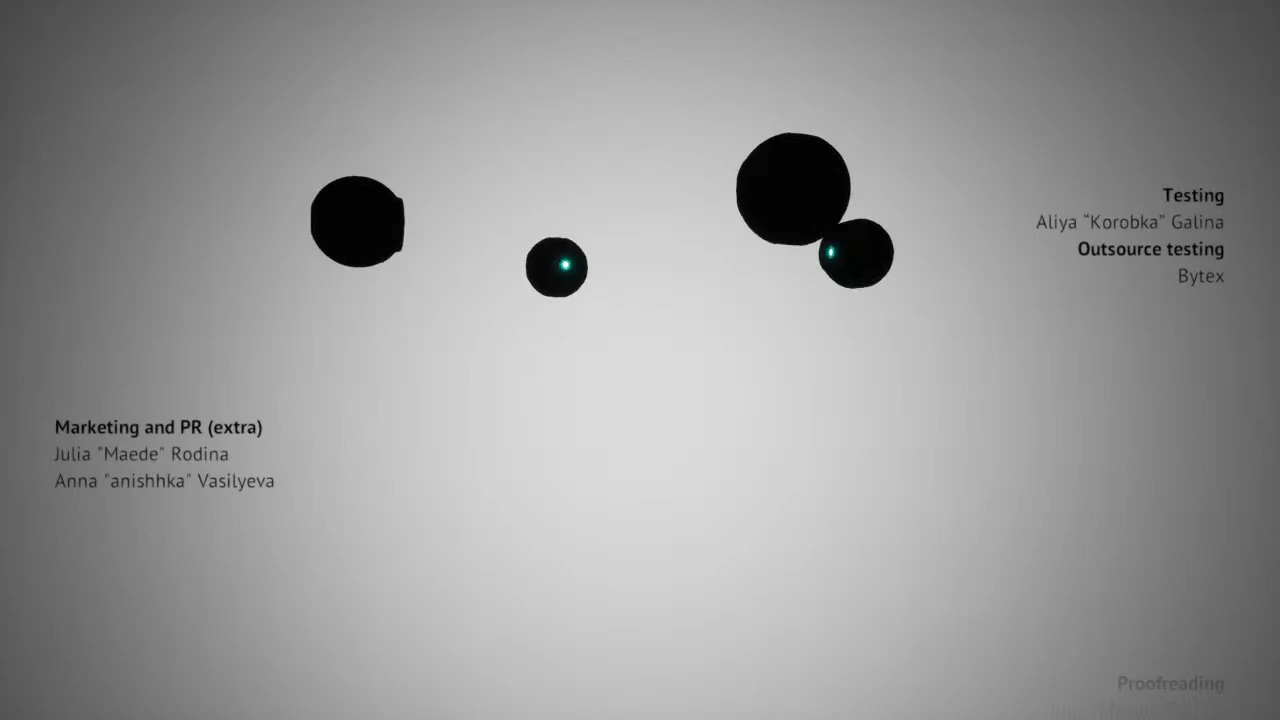 Testing
Aliya “Korobka” Galina
Outsource testing
Bytex
Marketing and PR (extra)
Julia "Maede" Rodina
Anna "anishhka" Vasilyeva
Proofreading